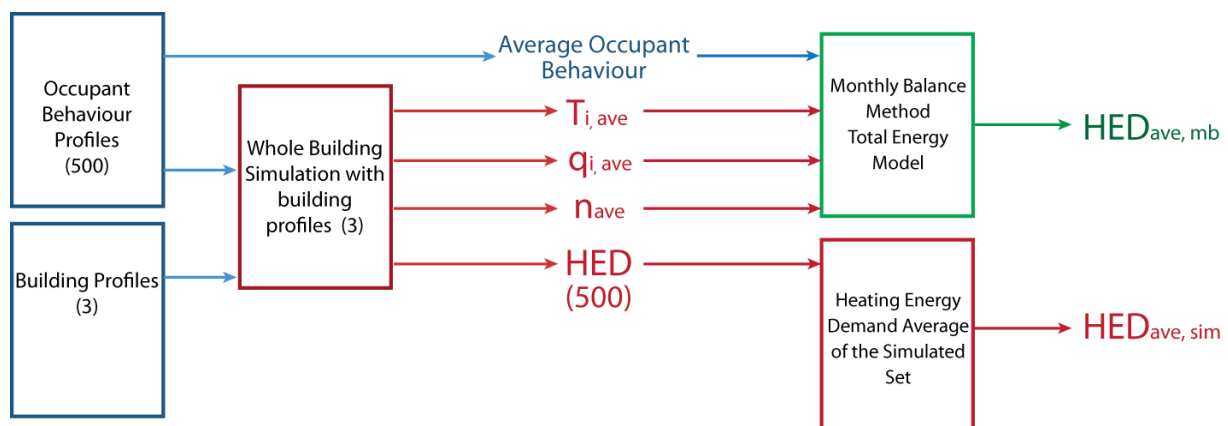 Occupant
Behaviour
Profiles
(500)
Building Profiles
(3)
Whole Building
Simulation with
building
profiles (3)
Average Occupant
Behaviour
Ti, ave
qi, ave
nave
HED
(500)
Monthly Balance
Method
Total Energy
Model
Heating Energy
Demand Average
of the Simulated
Set
HEDave, mb
HEDave, sim